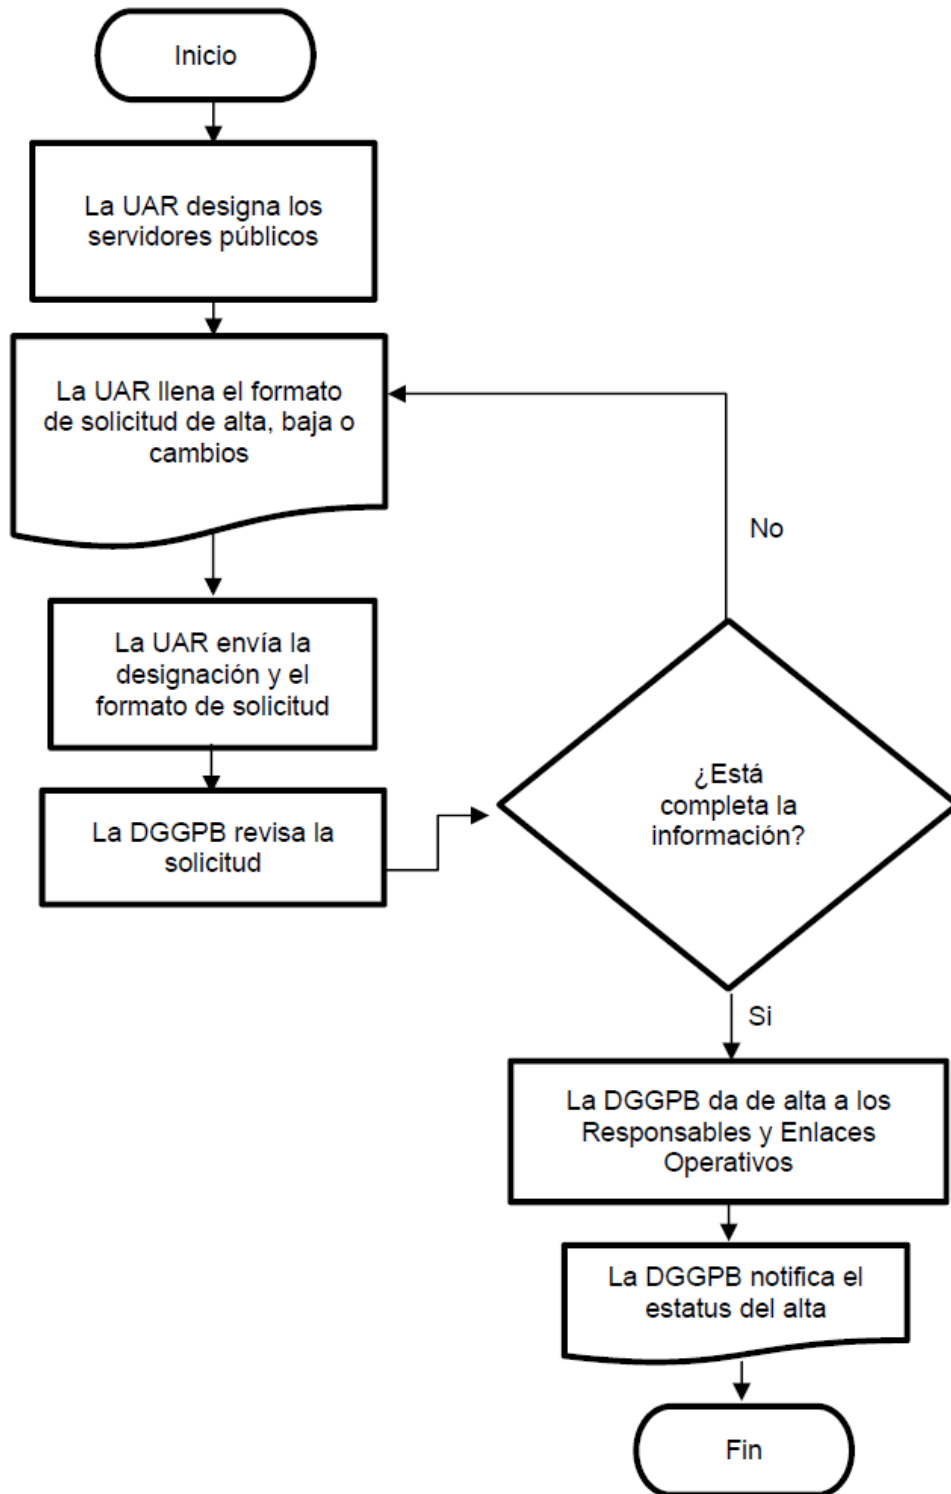 Inicio
La UAR designa los
servidores públicos
La UAR llena el formato
de solicitud de alta, baja o
cambios
La UAR envía la
designación y el
formato de solicitud
La DGGPB revisa la
solicitud
¿Está
completa la
información?
No
Si
La DGGPB da de alta a los
Responsables y Enlaces
Operativos
La DGGPB notifica el
estatus del alta
Fin